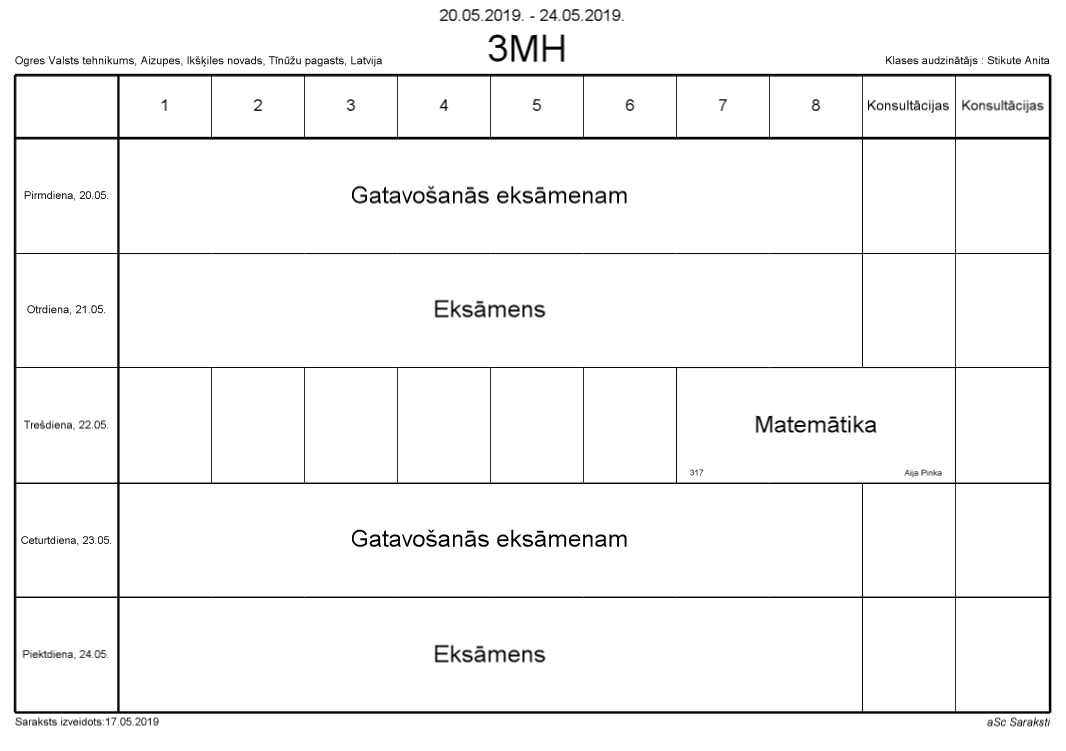 20.05.2019. - 24.05.2019.
3MH
Ogres Valsts tehnikums, Aizupes, Ikšķiles novads, Tīnūžu pagasts, Latvija
Klases audzinātājs : Stikute Anita
1 2 3 4 5 6 7 8 Konsultācijas Konsultācijas
Pirmdiena, 20.05. Gatavošanās eksāmenam
Otrdiena, 21.05. Eksāmens
Trešdiena, 22.05. Matemātika
317 Aija Pinka
Ceturtdiena, 23.05. Gatavošanās eksāmenam
Piektdiena, 24.05. Eksāmens
Saraksts izveidots:17.05.2019
aSc Saraksti